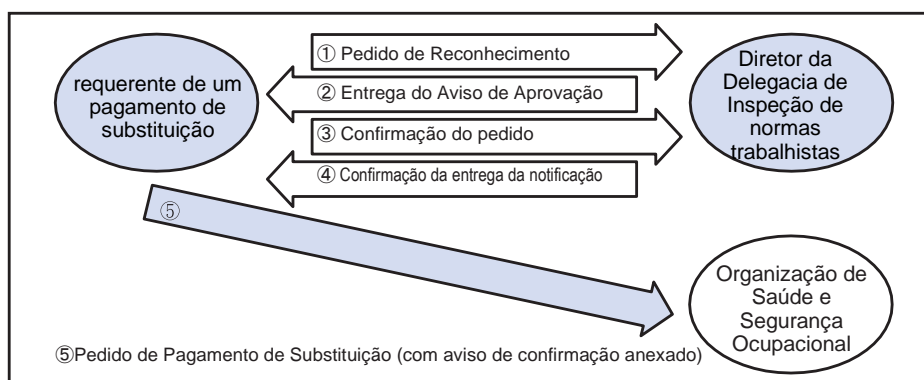 ① Pedido de Reconhecimento
requerente de um
pagamento de
substituição
② Entrega do Aviso de Aprovação
③ Confirmação do pedido
④ Confirmação da entrega da notificação
Diretor da
Delegacia de
Inspeção de
normas
trabalhistas
⑤
Organização de
Saúde e
Segurança
Ocupacional
⑤Pedido de Pagamento de Substituição (com aviso de confirmação anexado)